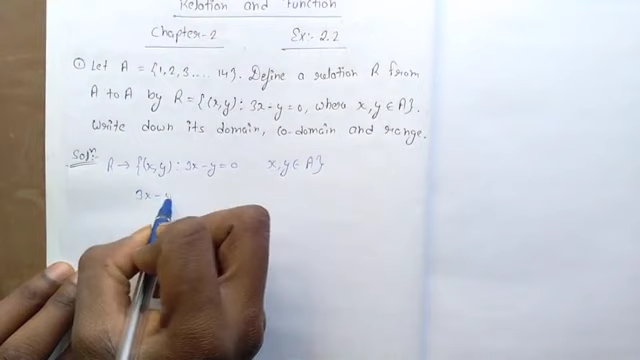 Relation and Function
Chapter-2 Ex:- 2.2
① Let A = {1,2,3....14}. Define a relation R from
A to A by R = {(x,y) : 3x-y=0, where x,y ∈ A}.
Write down its domain, co-domain and range.
Solⁿ:- R → {(x,y) : 3x-y=0 x,y ∈ A}
3x-y